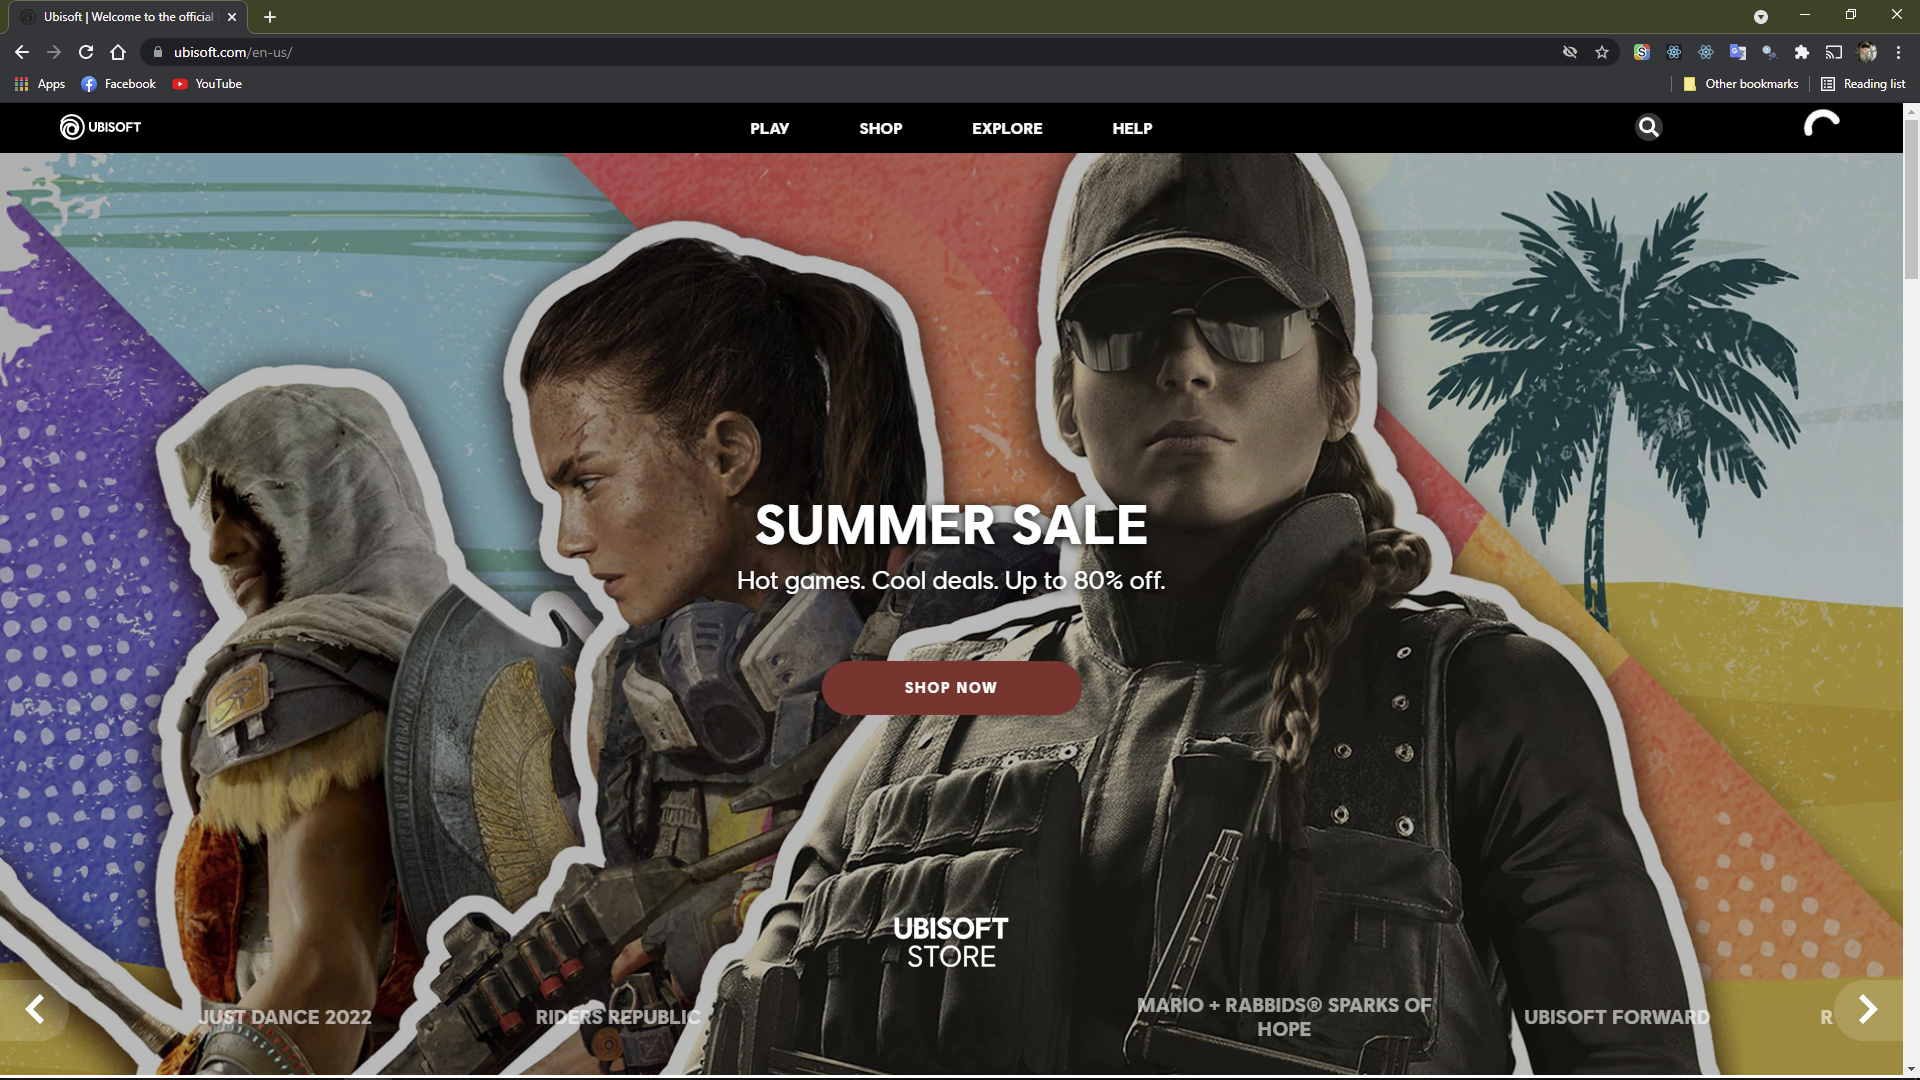 Ubisoft | Welcome to the official
ubisoft.com/en-us/
Apps
Facebook
YouTube
Other bookmarks
Reading list
UBISOFT
PLAY
SHOP
EXPLORE
HELP
SUMMER SALE
Hot games. Cool deals. Up to 80% off.
SHOP NOW
UBISOFT
STORE
JUST DANCE 2022
RIDERS REPUBLIC
MARIO + RABBIDS® SPARKS OF
HOPE
UBISOFT FORWARD
R